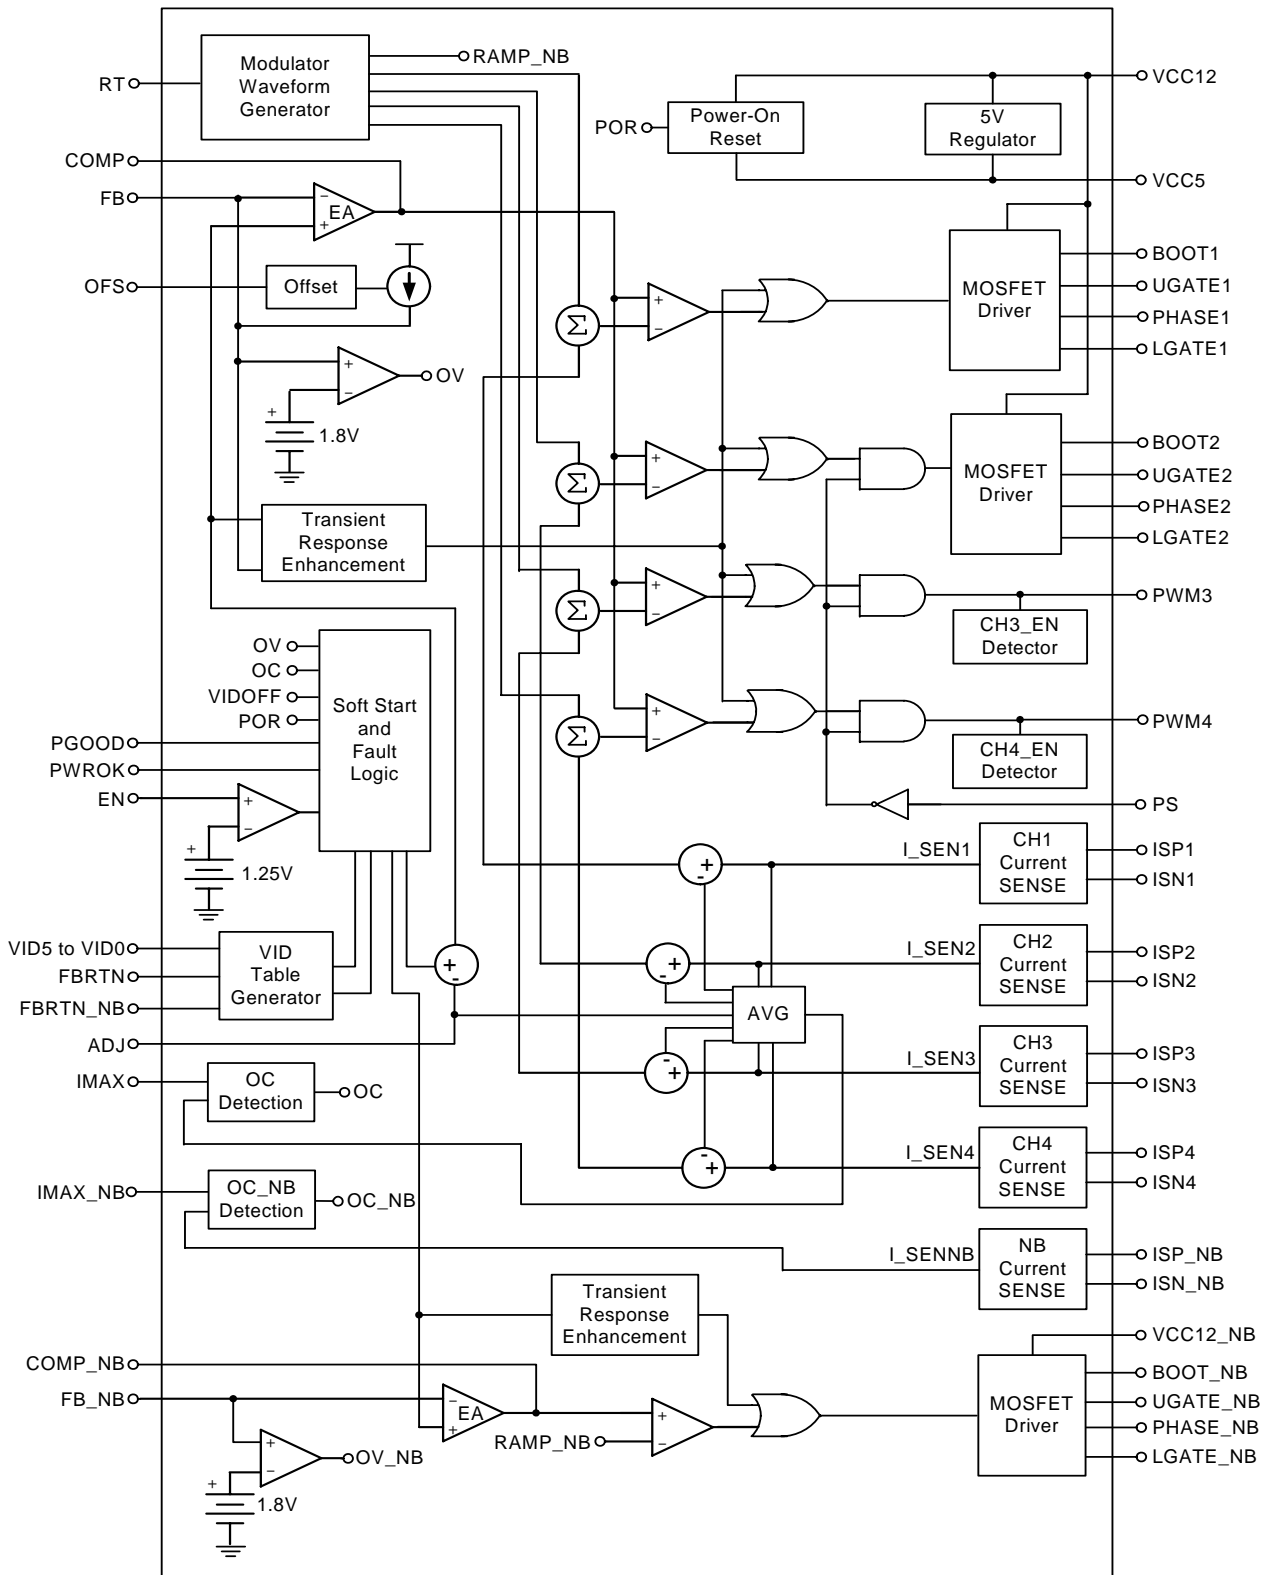 Modulator
Waveform
Generator
RT
RAMP_NB
VCC12
POR
Power-On
Reset
5V
Regulator
VCC5
COMP
FB
−
EA
+
OFS
Offset
MOSFET
Driver
BOOT1
UGATE1
PHASE1
LGATE1
Σ
+
−
+
−
OV
+
1.8V
MOSFET
Driver
BOOT2
UGATE2
PHASE2
LGATE2
Σ
+
−
Transient
Response
Enhancement
Σ
+
−
PWM3
CH3_EN
Detector
OV
OC
VIDOFF
POR
PGOOD
PWROK
EN
Soft Start
and
Fault
Logic
Σ
+
−
PWM4
CH4_EN
Detector
PS
+
−
+
1.25V
+
-
I_SEN1
CH1
Current
SENSE
ISP1
ISN1
VID5 to VID0
FBRTN
FBRTN_NB
VID
Table
Generator
+
-
+
-
I_SEN2
CH2
Current
SENSE
ISP2
ISN2
AVG
ADJ
-
+
I_SEN3
CH3
Current
SENSE
ISP3
ISN3
IMAX
OC
Detection
OC
-
+
I_SEN4
CH4
Current
SENSE
ISP4
ISN4
IMAX_NB
OC_NB
Detection
OC_NB
I_SENNB
NB
Current
SENSE
ISP_NB
ISN_NB
Transient
Response
Enhancement
COMP_NB
FB_NB
−
EA
+
RAMP_NB
+
−
MOSFET
Driver
VCC12_NB
BOOT_NB
UGATE_NB
PHASE_NB
LGATE_NB
+
−
OV_NB
+
1.8V